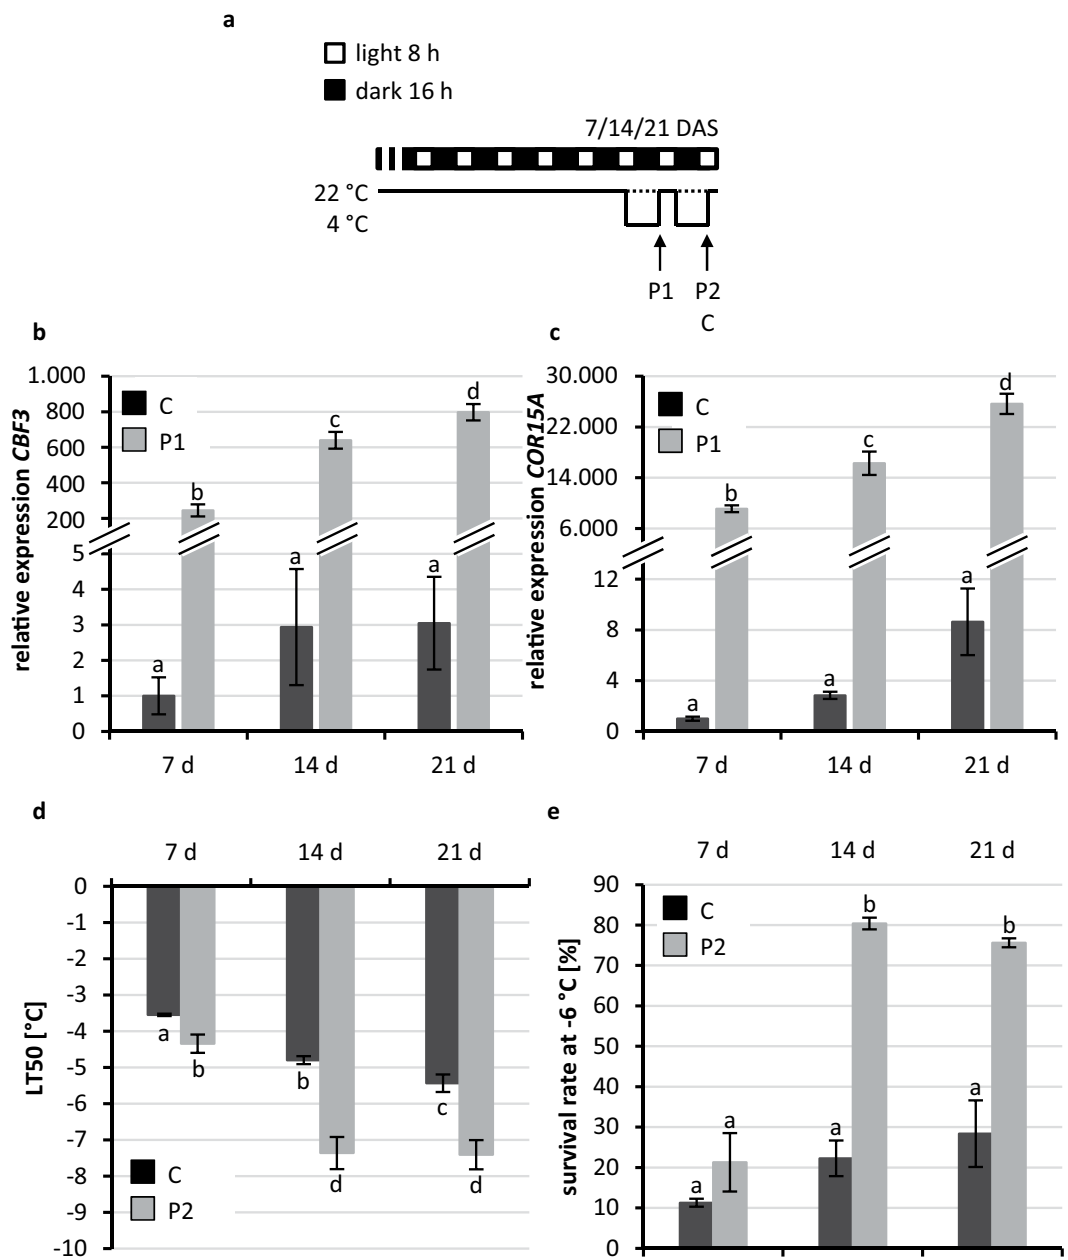 a
light 8 h
dark 16 h
7/14/21 DAS
22 °C
4 °C
P1
P2
C
b
relative expression CBF3
1.000
800
600
400
200
5
4
3
2
1
0
C
P1
a
b
a
c
a
d
7 d
14 d
21 d
c
relative expression COR15A
30.000
22.000
14.000
6.000
12
8
4
0
C
P1
a
b
a
c
a
d
7 d
14 d
21 d
d
7 d
14 d
21 d
LT50 [°C]
0
-1
-2
-3
-4
-5
-6
-7
-8
-9
-10
a
b
b
d
c
d
C
P2
e
7 d
14 d
21 d
survival rate at -6 °C [%]
90
80
70
60
50
40
30
20
10
0
C
P2
a
a
a
b
a
b